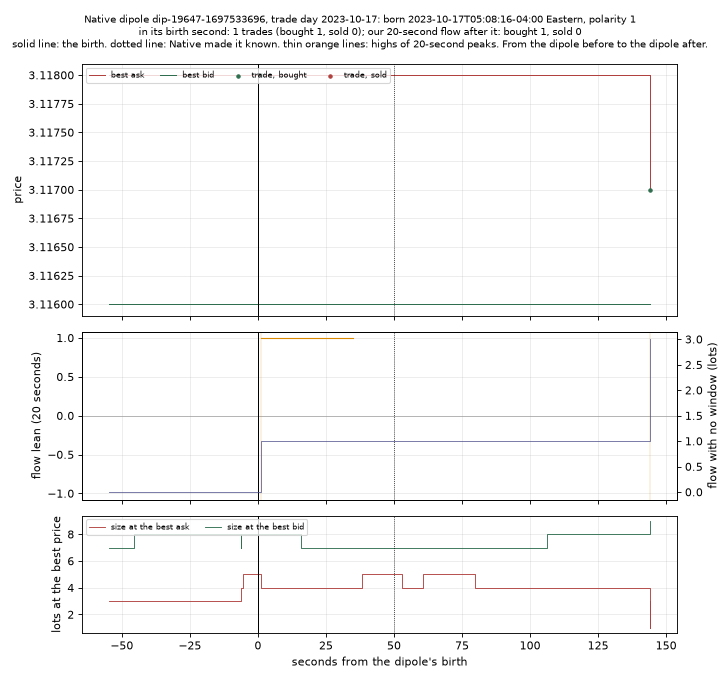 Native dipole dip-19647-1697533696, trade day 2023-10-17: born 2023-10-17T05:08:16-04:00 Eastern, polarity 1
in its birth second: 1 trades (bought 1, sold 0); our 20-second flow after it: bought 1, sold 0
solid line: the birth. dotted line: Native made it known. thin orange lines: highs of 20-second peaks. From the dipole before to the dipole after.
best ask
best bid
trade, bought
trade, sold
3.11800
3.11775
3.11750
3.11725
3.11700
3.11675
3.11650
3.11625
3.11600
price
1.0
0.5
0.0
−0.5
−1.0
flow lean (20 seconds)
3.0
2.5
2.0
1.5
1.0
0.5
0.0
flow with no window (lots)
size at the best ask
size at the best bid
8
6
4
2
lots at the best price
−50
−25
0
25
50
75
100
125
150
seconds from the dipole's birth